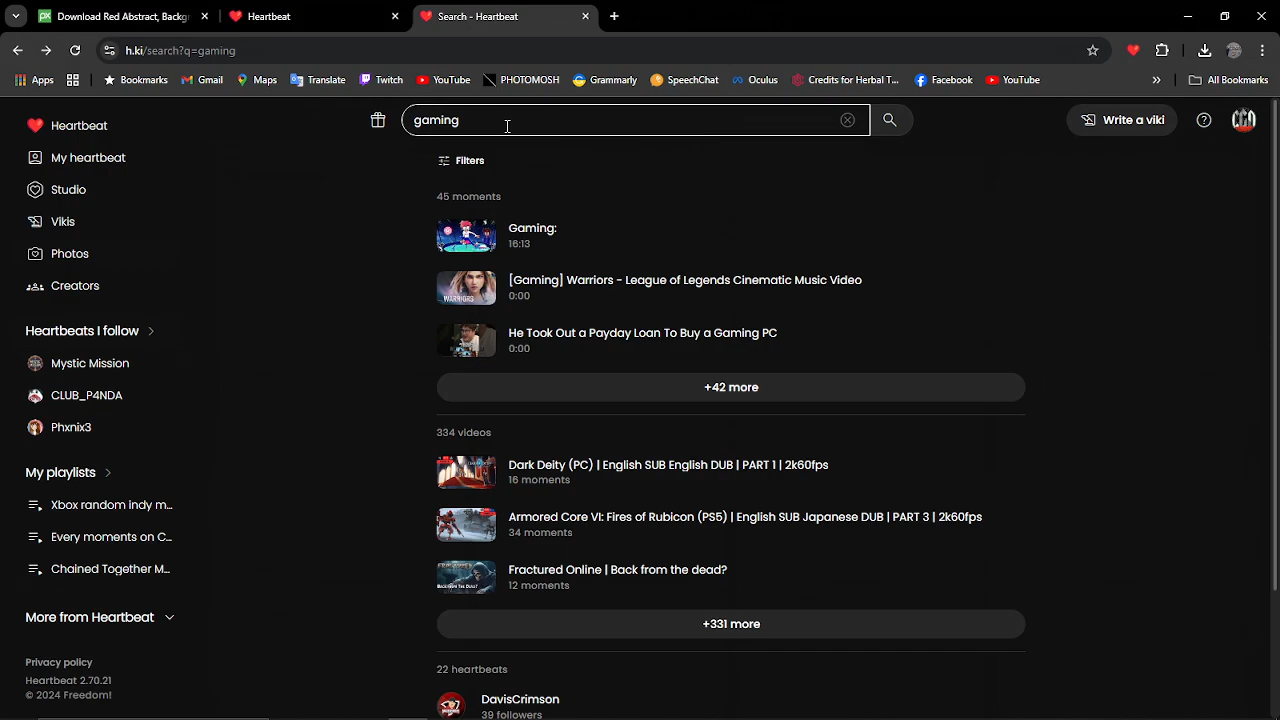 Download Red Abstract, Backgr
Heartbeat
Search - Heartbeat
h.ki/search?q=gaming
Apps
Bookmarks
Gmail
Maps
Translate
Twitch
YouTube
PHOTOMOSH
Grammarly
SpeechChat
Oculus
Credits for Herbal T...
Facebook
YouTube
All Bookmarks
Heartbeat
My heartbeat
Studio
Vikis
Photos
Creators
Heartbeats I follow
Mystic Mission
CLUB_P4NDA
Phxnix3
My playlists
Xbox random indy m...
Every moments on C...
Chained Together M...
More from Heartbeat
Privacy policy
Heartbeat 2.70.21
© 2024 Freedom!
gaming
Write a viki
Filters
45 moments
Gaming:
16:13
[Gaming] Warriors - League of Legends Cinematic Music Video
0:00
WARRIORS
He Took Out a Payday Loan To Buy a Gaming PC
0:00
+42 more
334 videos
Dark Deity (PC) | English SUB English DUB | PART 1 | 2k60fps
16 moments
Armored Core VI: Fires of Rubicon (PS5) | English SUB Japanese DUB | PART 3 | 2k60fps
34 moments
Fractured Online | Back from the dead?
12 moments
+331 more
22 heartbeats
DavisCrimson
39 followers